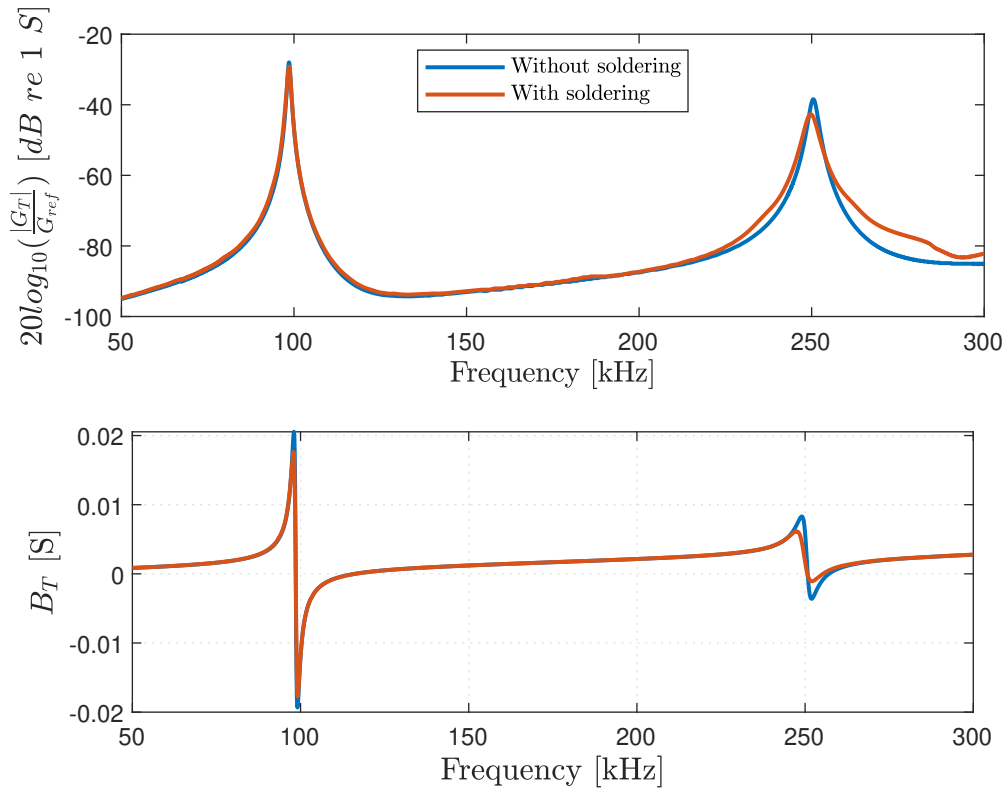 20log10(|GT|/Gref) [dB re 1 S]
-20
-40
-60
-80
-100
Without soldering
With soldering
50 100 150 200 250 300
Frequency [kHz]
BT [S]
0.02
0.01
0
-0.01
-0.02
50 100 150 200 250 300
Frequency [kHz]